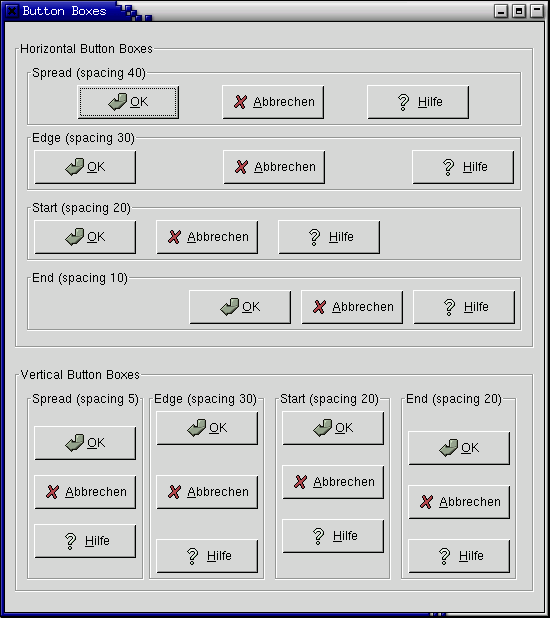 Button Boxes
Horizontal Button Boxes
Spread (spacing 40)
OK Abbrechen Hilfe
Edge (spacing 30)
OK Abbrechen Hilfe
Start (spacing 20)
OK Abbrechen Hilfe
End (spacing 10)
OK Abbrechen Hilfe
Vertical Button Boxes
Spread (spacing 5)
OK
Abbrechen
Hilfe
Edge (spacing 30)
OK
Abbrechen
Hilfe
Start (spacing 20)
OK
Abbrechen
Hilfe
End (spacing 20)
OK
Abbrechen
Hilfe